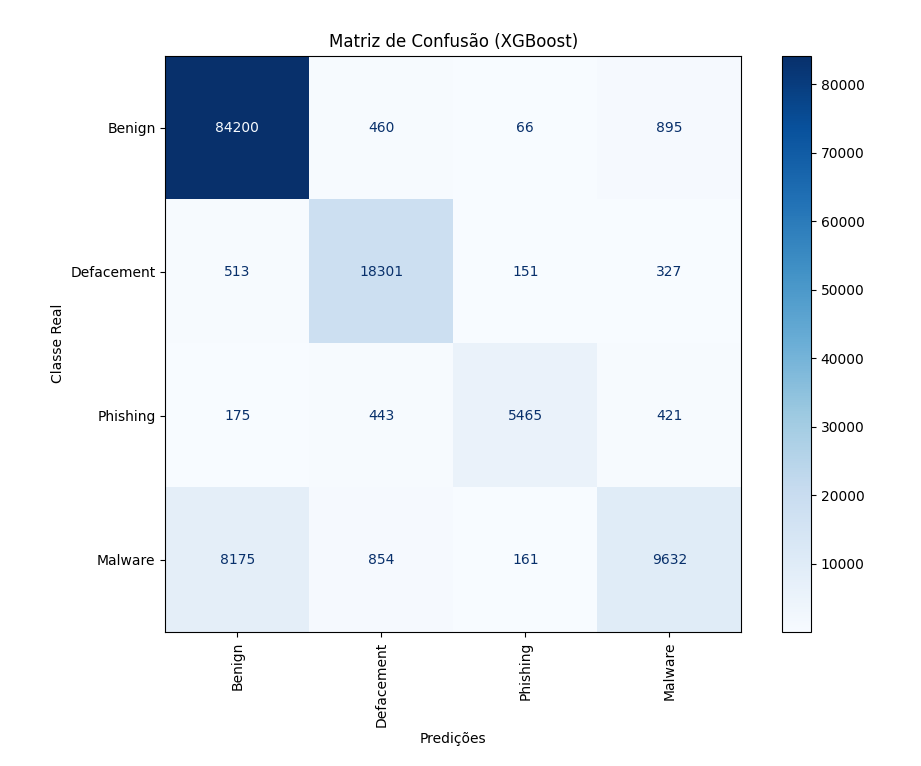 Matriz de Confusão (XGBoost)
Benign 84200 460 66 895 80000
70000
60000
Defacement 513 18301 151 327
50000
Classe Real
40000
Phishing 175 443 5465 421
30000
20000
Malware 8175 854 161 9632
10000
Benign Defacement Phishing Malware
Predições